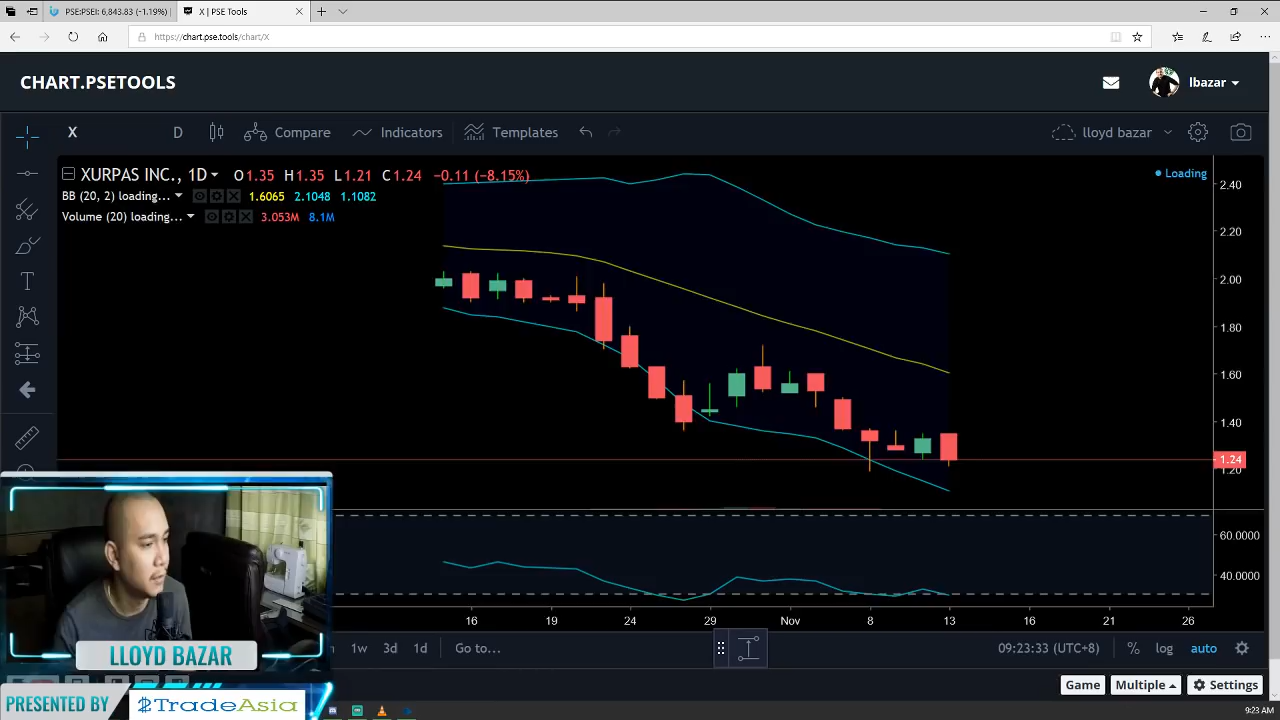 PSE:PSEI: 6,843.83 (-1.19%)
X | PSE Tools
https://chart.pse.tools/chart/X
CHART.PSETOOLS
lbazar
X
D
Compare
Indicators
Templates
lloyd bazar
XURPAS INC., 1D
O1.35 H1.35 L1.21 C1.24 −0.11 (−8.15%)
Loading
BB (20, 2) loading... 1.6065 2.1048 1.1082
Volume (20) loading... 3.053M 8.1M
2.40
2.20
2.00
1.80
1.60
1.40
1.24
1.20
60.0000
40.0000
16 19 24 29 Nov 8 13 16 21 26
1w 3d 1d Go to...
09:23:33 (UTC+8) % log auto
LLOYD BAZAR
Game Multiple Settings
PRESENTED BY
$TradeAsia
9:23 AM